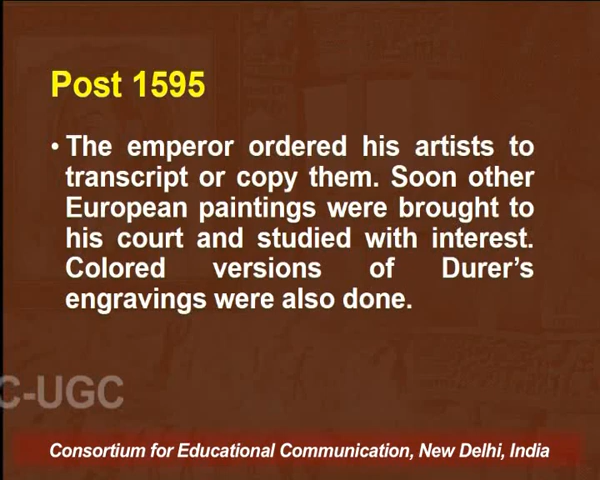 Post 1595
• The emperor ordered his artists to
transcript or copy them. Soon other
European paintings were brought to
his court and studied with interest.
Colored versions of Durer's
engravings were also done.
C-UGC
Consortium for Educational Communication, New Delhi, India